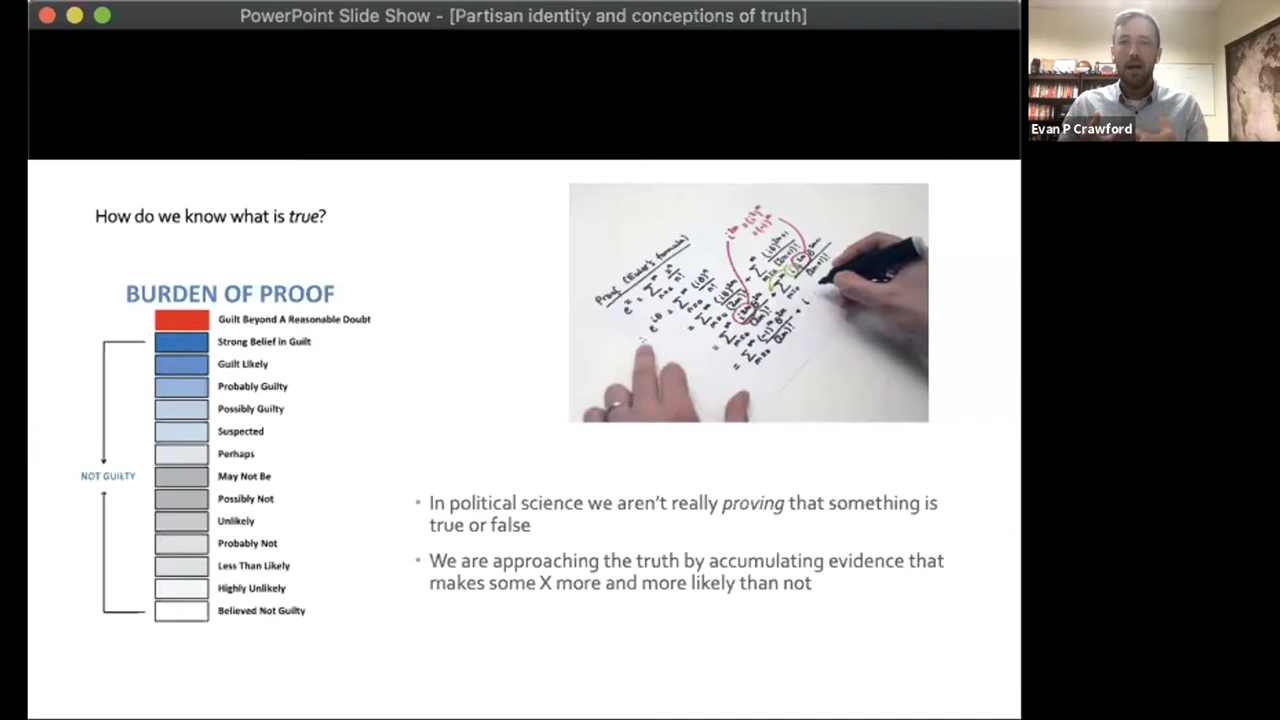 PowerPoint Slide Show - [Partisan identity and conceptions of truth]
Evan P Crawford
How do we know what is true?
Proof (Euler's formula)
BURDEN OF PROOF
Guilt Beyond A Reasonable Doubt
Strong Belief in Guilt
Guilt Likely
Probably Guilty
Possibly Guilty
Suspected
Perhaps
NOT GUILTY
May Not Be
Possibly Not
Unlikely
Probably Not
Less Than Likely
Highly Unlikely
Believed Not Guilty
• In political science we aren't really proving that something is
true or false
• We are approaching the truth by accumulating evidence that
makes some X more and more likely than not